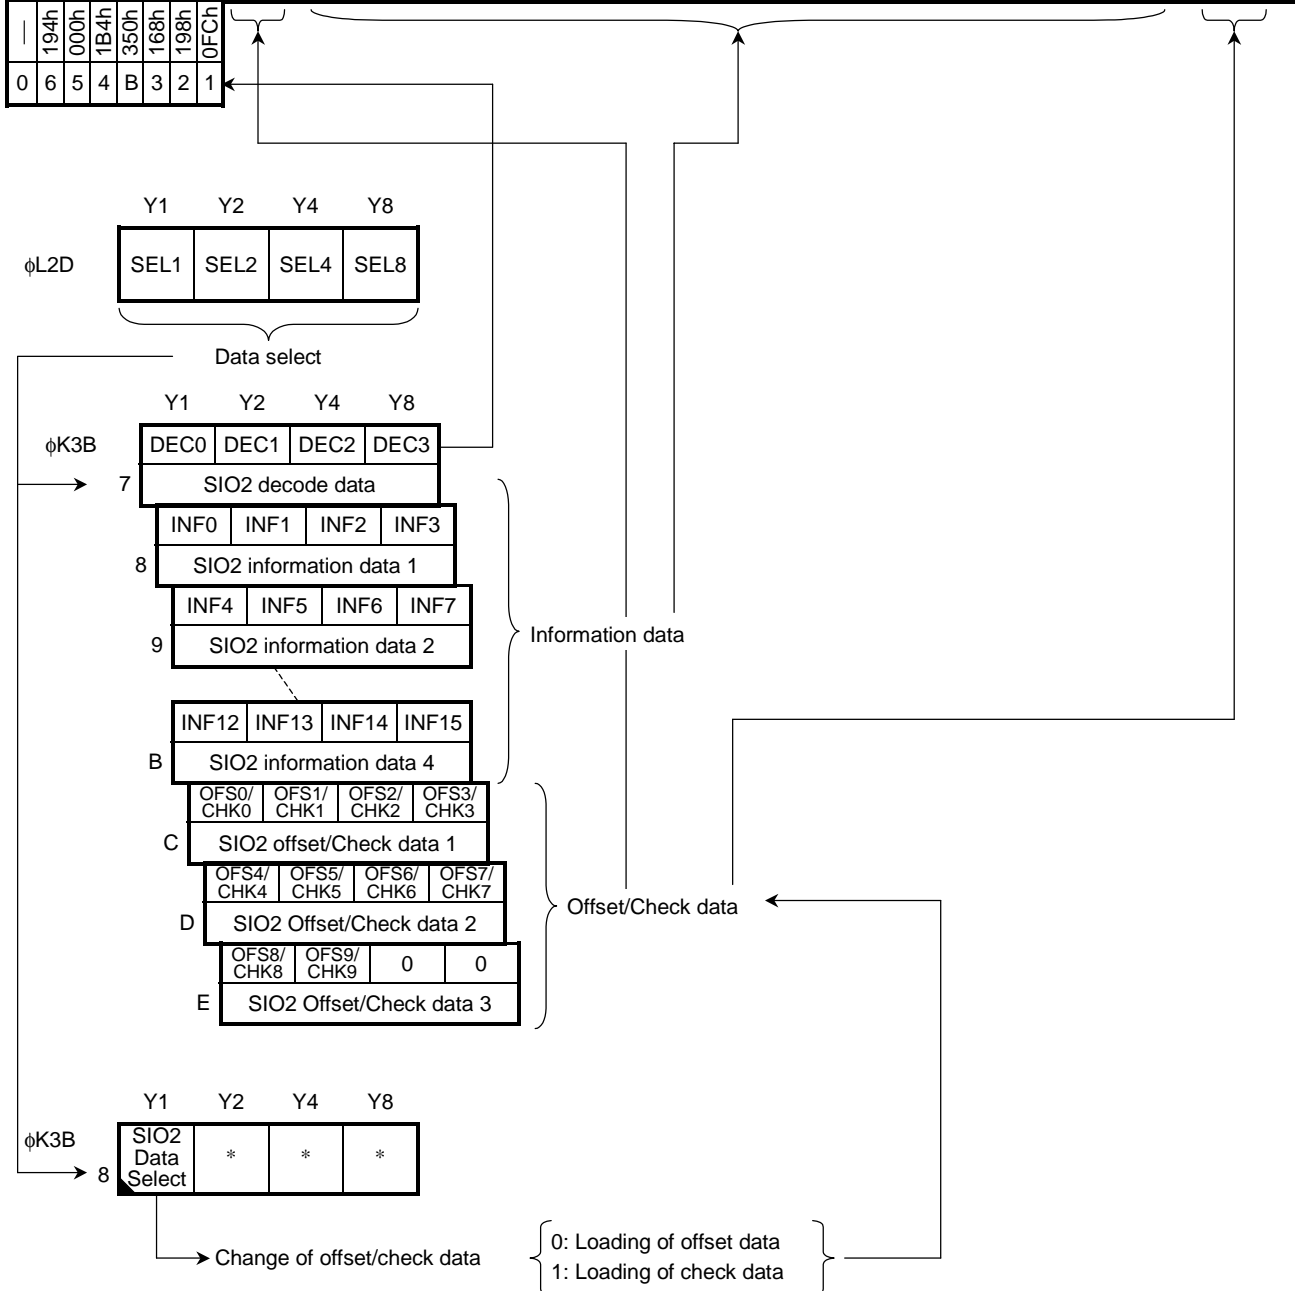 — 194h 000h 1B4h 350h 168h 198h 0FCh
0 6 5 4 B 3 2 1
Y1 Y2 Y4 Y8
ϕL2D SEL1 SEL2 SEL4 SEL8
Data select
Y1 Y2 Y4 Y8
ϕK3B DEC0 DEC1 DEC2 DEC3
7 SIO2 decode data
INF0 INF1 INF2 INF3
8 SIO2 information data 1
INF4 INF5 INF6 INF7
9 SIO2 information data 2
Information data
INF12 INF13 INF14 INF15
B SIO2 information data 4
OFS0/ OFS1/ OFS2/ OFS3/
CHK0 CHK1 CHK2 CHK3
C SIO2 offset/Check data 1
OFS4/ OFS5/ OFS6/ OFS7/
CHK4 CHK5 CHK6 CHK7
D SIO2 Offset/Check data 2
Offset/Check data
OFS8/ OFS9/ 0 0
CHK8 CHK9
E SIO2 Offset/Check data 3
Y1 Y2 Y4 Y8
ϕK3B
8
SIO2
Data
Select
* * *
Change of offset/check data
0: Loading of offset data
1: Loading of check data